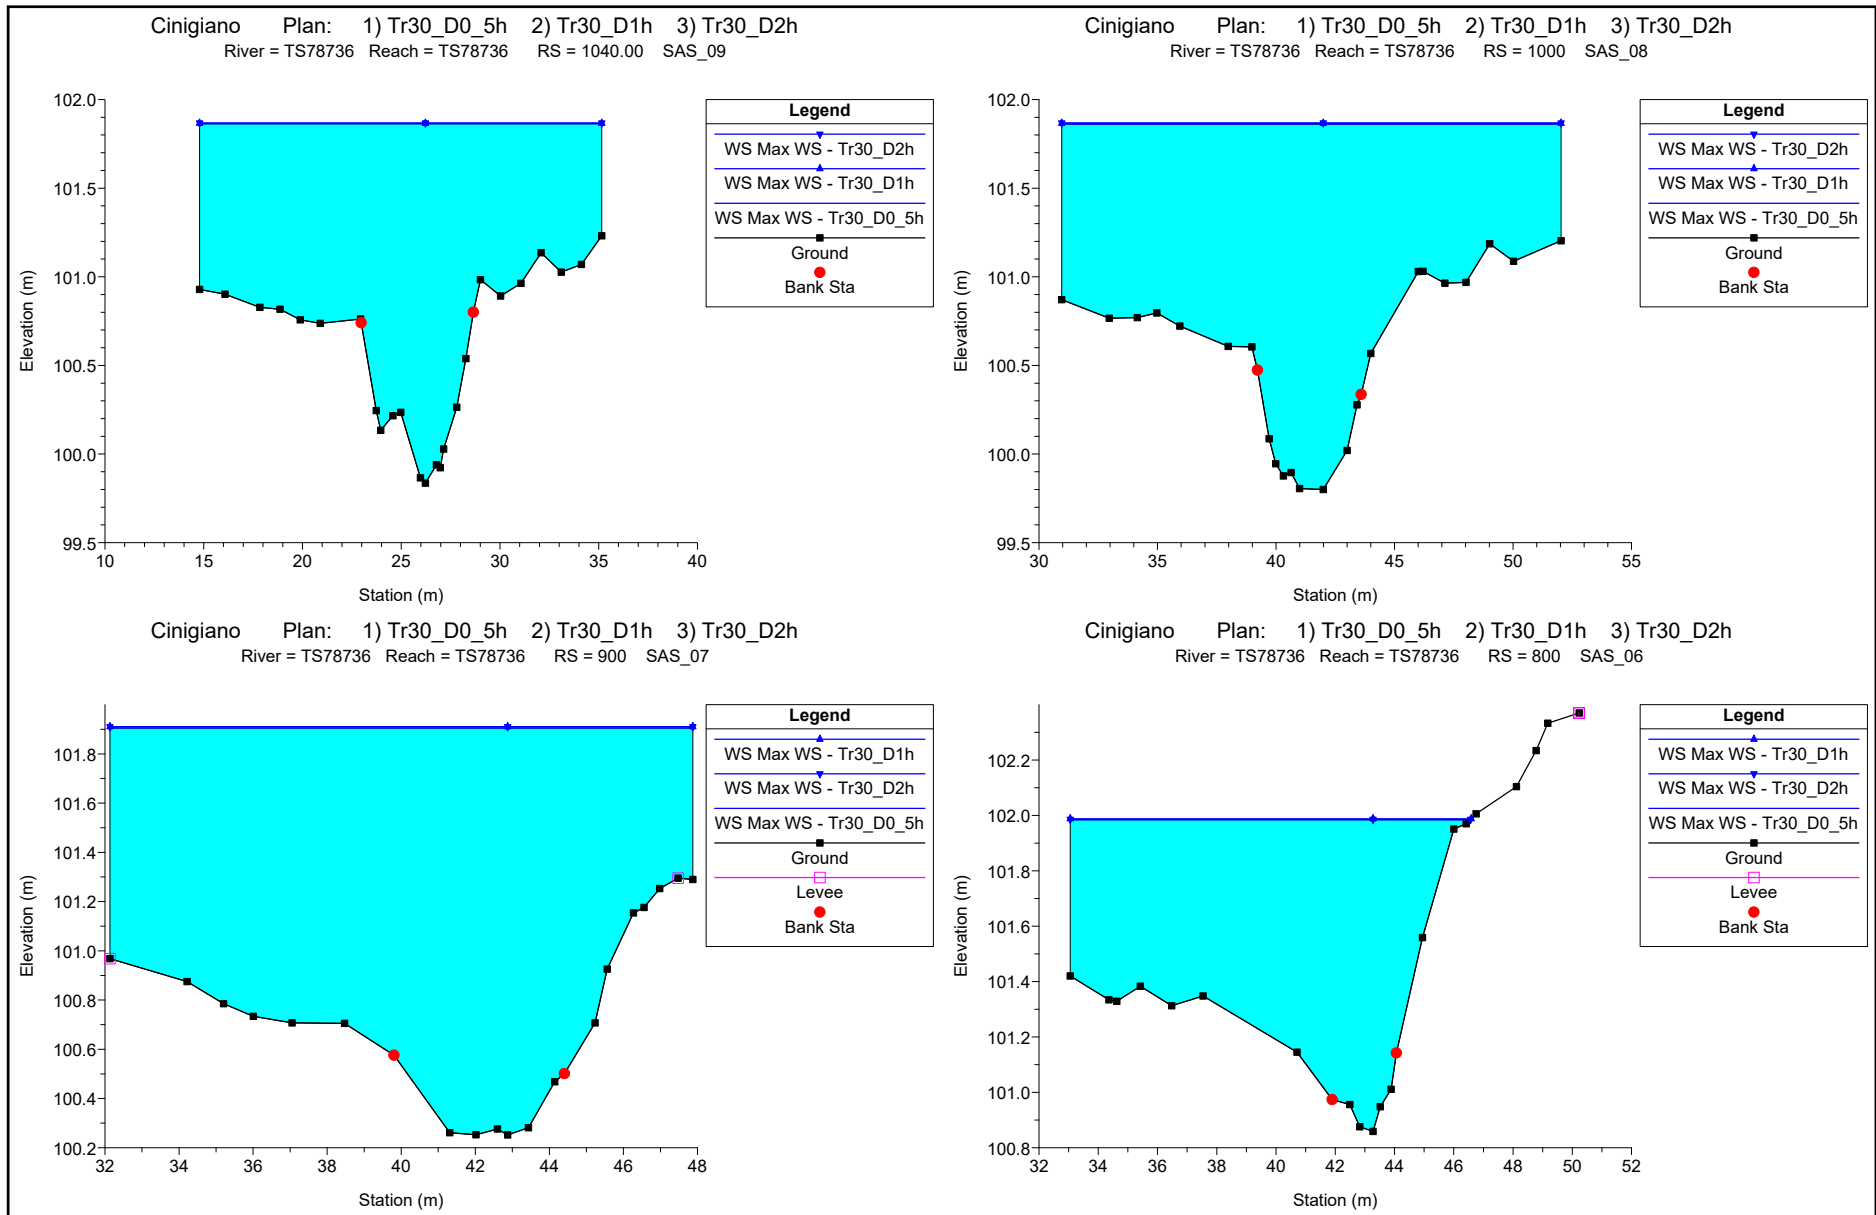 Cinigiano Plan: 1) Tr30_D0_5h 2) Tr30_D1h 3) Tr30_D2h
River = TS78736 Reach = TS78736 RS = 1040.00 SAS_09
102.0
101.5
101.0
100.5
100.0
99.5
Elevation (m)
10 15 20 25 30 35 40
Station (m)
Legend
WS Max WS - Tr30_D2h
WS Max WS - Tr30_D1h
WS Max WS - Tr30_D0_5h
Ground
Bank Sta
Cinigiano Plan: 1) Tr30_D0_5h 2) Tr30_D1h 3) Tr30_D2h
River = TS78736 Reach = TS78736 RS = 1000 SAS_08
102.0
101.5
101.0
100.5
100.0
99.5
Elevation (m)
30 35 40 45 50 55
Station (m)
Legend
WS Max WS - Tr30_D2h
WS Max WS - Tr30_D1h
WS Max WS - Tr30_D0_5h
Ground
Bank Sta
Cinigiano Plan: 1) Tr30_D0_5h 2) Tr30_D1h 3) Tr30_D2h
River = TS78736 Reach = TS78736 RS = 900 SAS_07
101.8
101.6
101.4
101.2
101.0
100.8
100.6
100.4
100.2
Elevation (m)
32 34 36 38 40 42 44 46 48
Station (m)
Legend
WS Max WS - Tr30_D1h
WS Max WS - Tr30_D2h
WS Max WS - Tr30_D0_5h
Ground
Levee
Bank Sta
Cinigiano Plan: 1) Tr30_D0_5h 2) Tr30_D1h 3) Tr30_D2h
River = TS78736 Reach = TS78736 RS = 800 SAS_06
102.2
102.0
101.8
101.6
101.4
101.2
101.0
100.8
Elevation (m)
32 34 36 38 40 42 44 46 48 50 52
Station (m)
Legend
WS Max WS - Tr30_D1h
WS Max WS - Tr30_D2h
WS Max WS - Tr30_D0_5h
Ground
Levee
Bank Sta